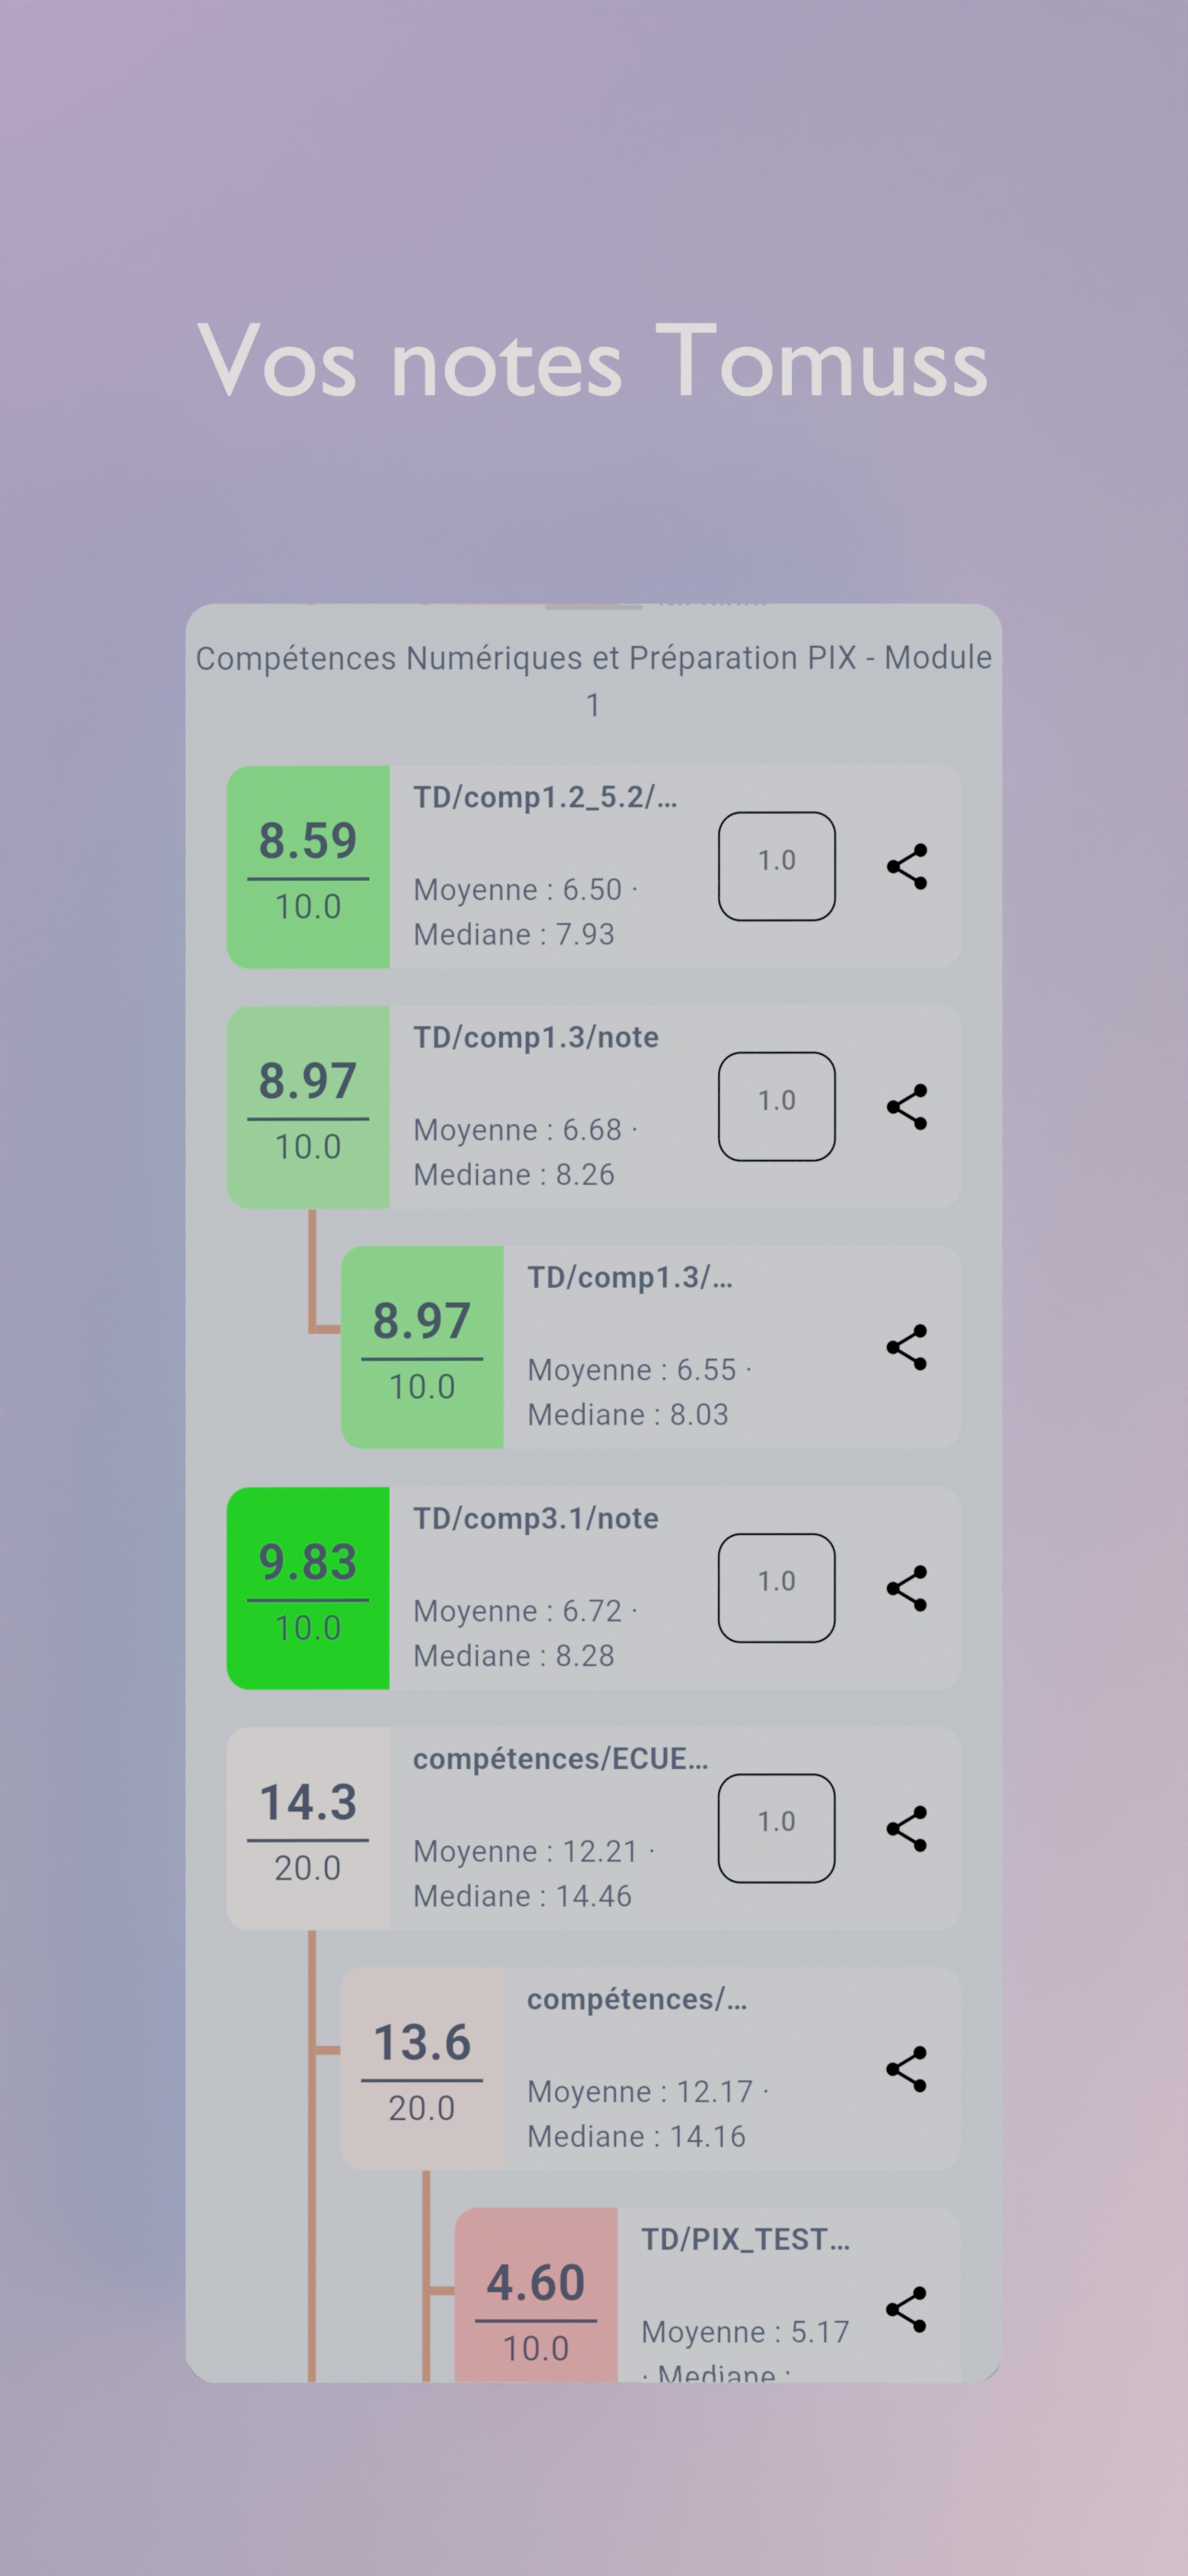 Vos notes Tomuss
Compétences Numériques et Préparation PIX - Module
1
8.59
10.0
TD/comp1.2_5.2/…
Moyenne : 6.50 ·
Mediane : 7.93
1.0
8.97
10.0
TD/comp1.3/note
Moyenne : 6.68 ·
Mediane : 8.26
1.0
8.97
10.0
TD/comp1.3/…
Moyenne : 6.55 ·
Mediane : 8.03
9.83
10.0
TD/comp3.1/note
Moyenne : 6.72 ·
Mediane : 8.28
1.0
14.3
20.0
compétences/ECUE…
Moyenne : 12.21 ·
Mediane : 14.46
1.0
13.6
20.0
compétences/…
Moyenne : 12.17 ·
Mediane : 14.16
4.60
10.0
TD/PIX_TEST…
Moyenne : 5.17
· Mediane :